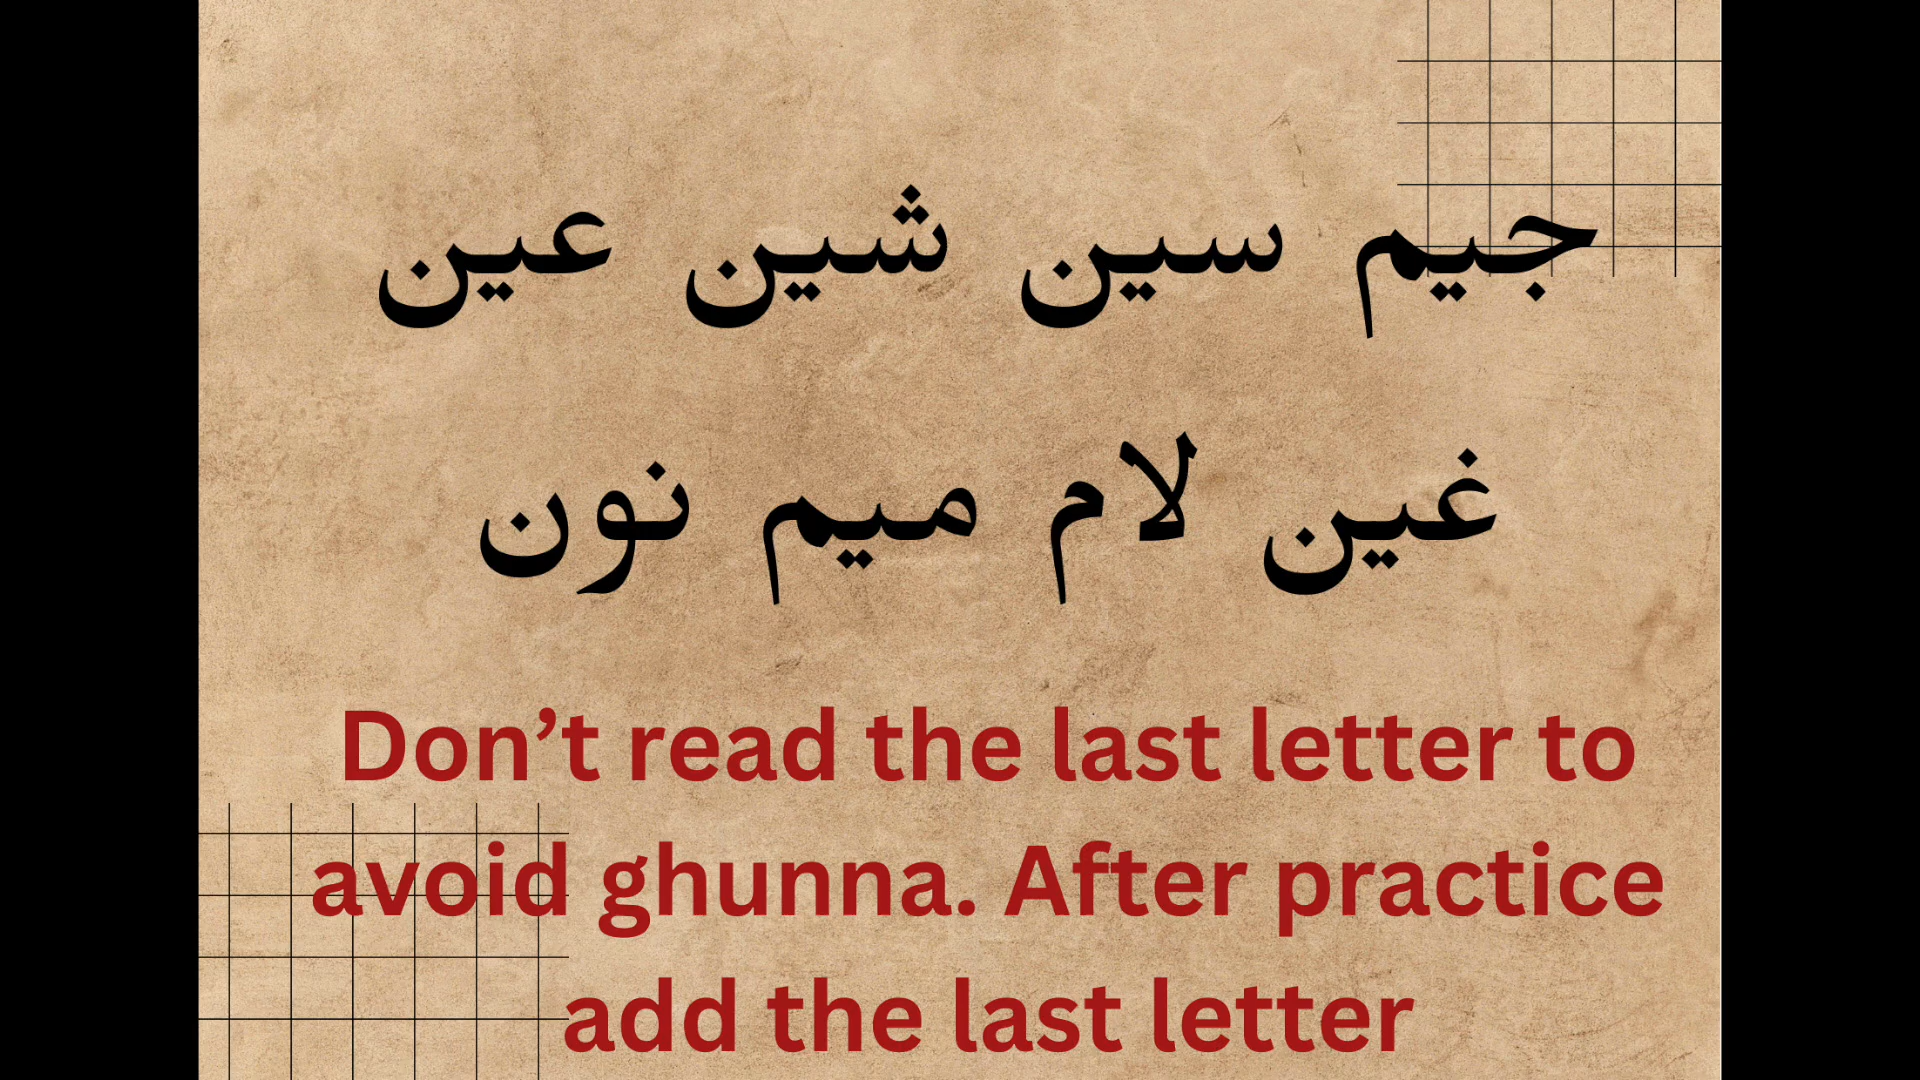 جيم سين شين عين
غين لام ميم نون
Don’t read the last letter to
avoid ghunna. After practice
add the last letter